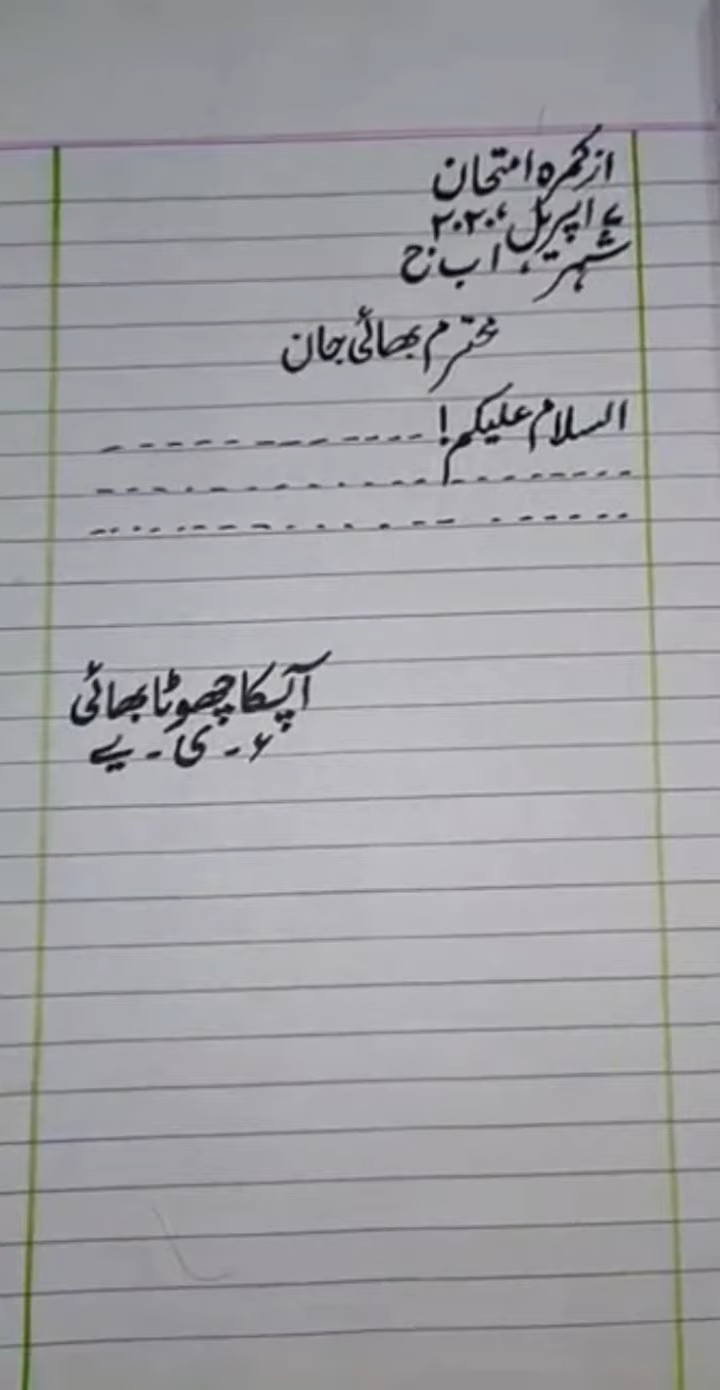 از کمرہ امتحان
۷ اپریل ۲۰۲۰ء
شہر، ا ب ج
محترم بھائی جان
السلام علیکم! ------------
------------------------
------------------------
آپکا چھوٹا بھائی
ء۔ ی۔ ے